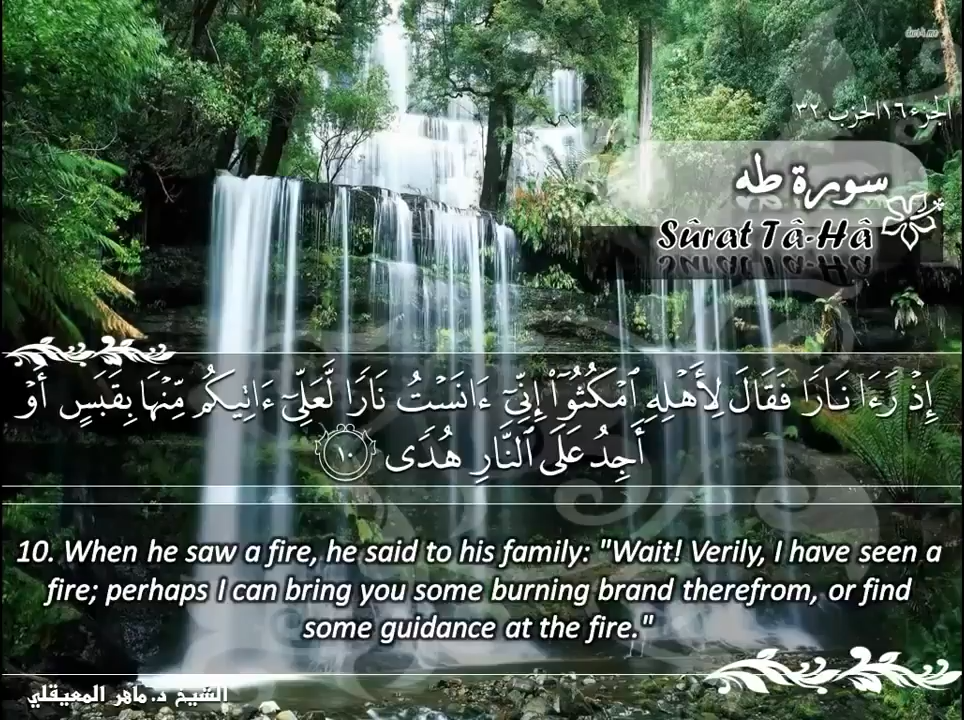 الجزء ١٦ الحزب ٣٢
سورة طه
Sûrat Tâ-Hâ
إِذْ رَءَا نَارًا فَقَالَ لِأَهْلِهِ ٱمْكُثُوٓا۟ إِنِّىٓ ءَانَسْتُ نَارًا لَّعَلِّىٓ ءَاتِيكُم مِّنْهَا بِقَبَسٍ أَوْ
أَجِدُ عَلَى ٱلنَّارِ هُدًى ١٠
10. When he saw a fire, he said to his family: "Wait! Verily, I have seen a
fire; perhaps I can bring you some burning brand therefrom, or find
some guidance at the fire."
الشيخ د. ماهر المعيقلي